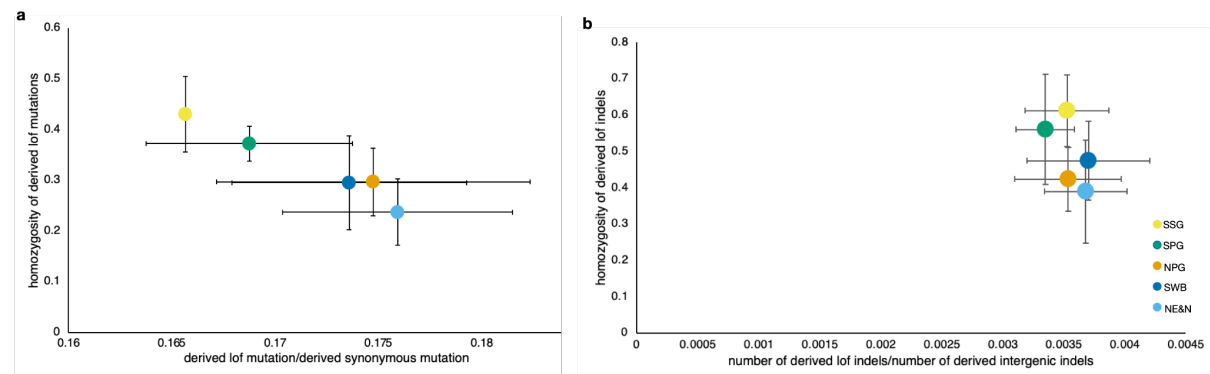 a
0.6
0.5
0.4
0.3
0.2
0.1
0
homozygosity of derived lof mutations
0.16
0.165
0.17
0.175
0.18
derived lof mutation/derived synonymous mutation
b
0.8
0.7
0.6
0.5
0.4
0.3
0.2
0.1
0
homozygosity of derived lof indels
0
0.0005
0.001
0.0015
0.002
0.0025
0.003
0.0035
0.004
0.0045
number of derived lof indels/number of derived intergenic indels
SSG
SPG
NPG
SWB
NE&N